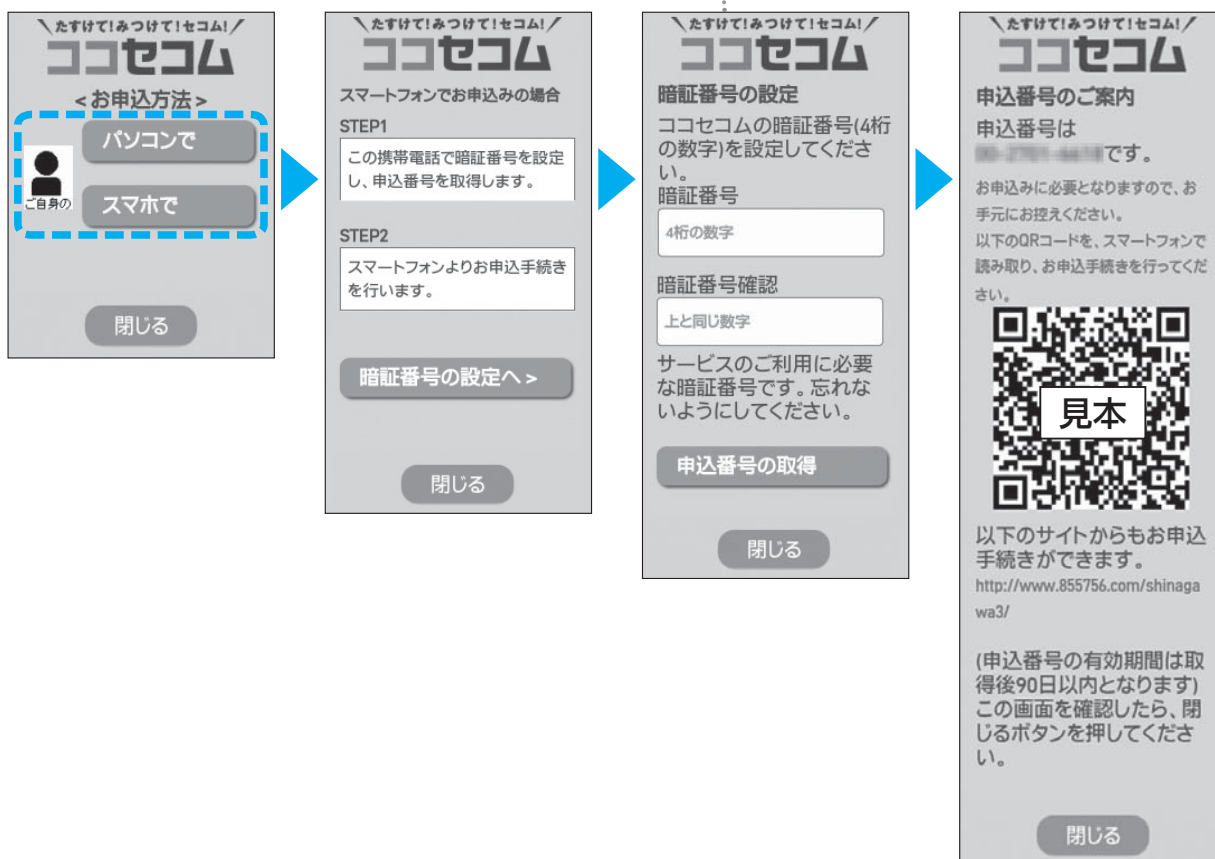 \たすけて!みつけて!セコム!/
ココセコム
<お申込方法>
パソコンで
ご自身の
スマホで
閉じる
\たすけて!みつけて!セコム!/
ココセコム
スマートフォンでお申込みの場合
STEP1
この携帯電話で暗証番号を設定
し、申込番号を取得します。
STEP2
スマートフォンよりお申込手続き
を行います。
暗証番号の設定へ >
閉じる
\たすけて!みつけて!セコム!/
ココセコム
暗証番号の設定
ココセコムの暗証番号(4桁
の数字)を設定してくださ
い。
暗証番号
4桁の数字
暗証番号確認
上と同じ数字
サービスのご利用に必要
な暗証番号です。忘れな
いようにしてください。
申込番号の取得
閉じる
\たすけて!みつけて!セコム!/
ココセコム
申込番号のご案内
申込番号は
です。
お申込みに必要となりますので、お
手元にお控えください。
以下のQRコードを、スマートフォンで
読み取り、お申込手続きを行ってくだ
さい。
見本
以下のサイトからもお申込
手続きができます。
http://www.855756.com/shinaga
wa3/
(申込番号の有効期間は取
得後90日以内となります)
この画面を確認したら、閉
じるボタンを押してくださ
い。
閉じる